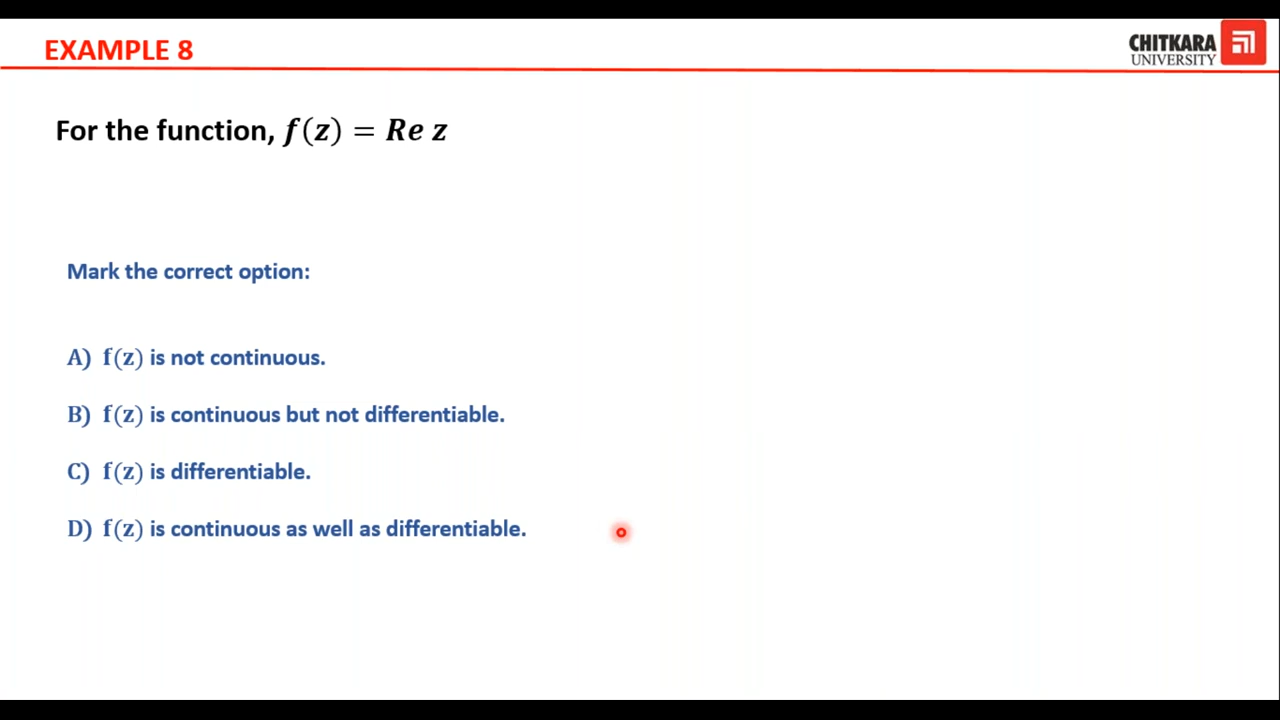 EXAMPLE 8
CHITKARA
UNIVERSITY
For the function, f(z) = Re z
Mark the correct option:
A) f(z) is not continuous.
B) f(z) is continuous but not differentiable.
C) f(z) is differentiable.
D) f(z) is continuous as well as differentiable.